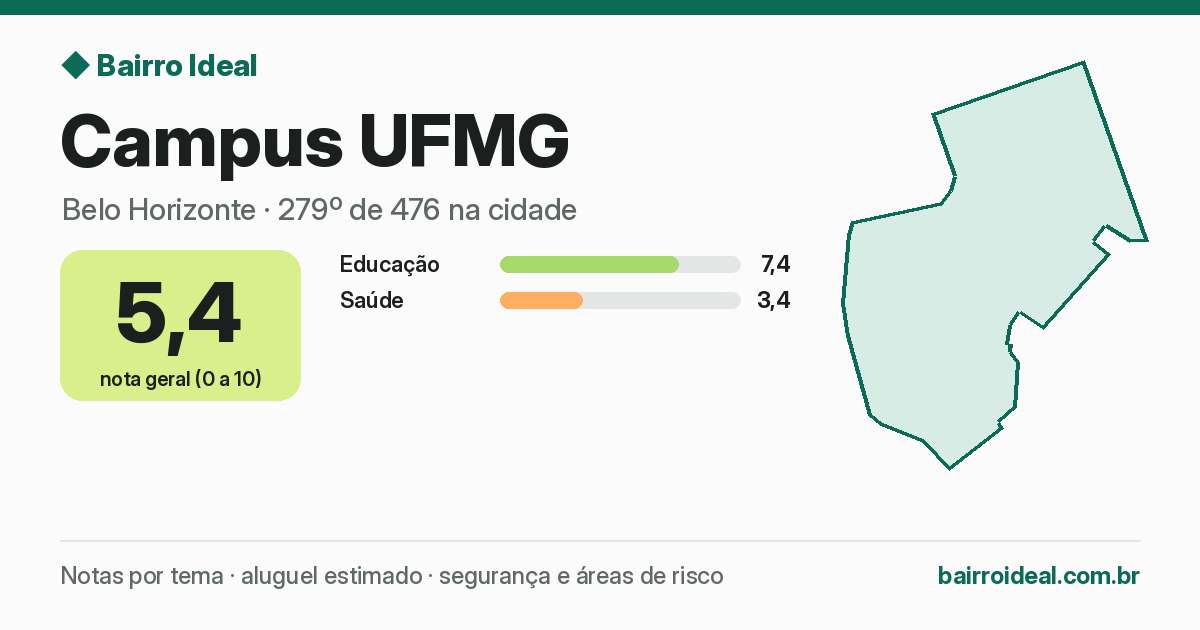 Bairro Ideal
Campus UFMG
Belo Horizonte · 279º de 476 na cidade
5,4
nota geral (0 a 10)
Educação 7,4
Saúde 3,4
Notas por tema · aluguel estimado · segurança e áreas de risco
bairroideal.com.br